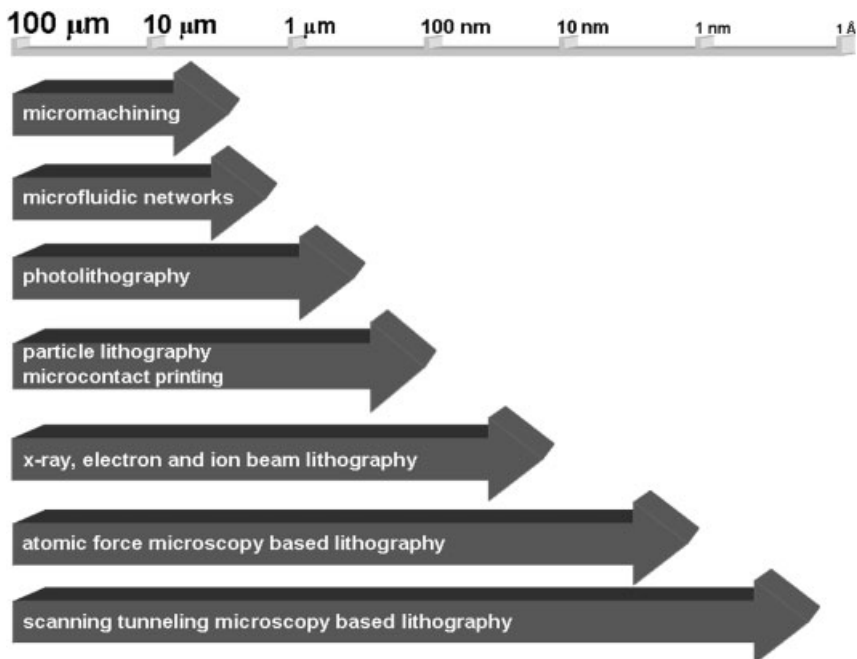 100 μm 10 μm 1 μm 100 nm 10 nm 1 nm 1 Å
micromachining
microfluidic networks
photolithography
particle lithography
microcontact printing
x-ray, electron and ion beam lithography
atomic force microscopy based lithography
scanning tunneling microscopy based lithography